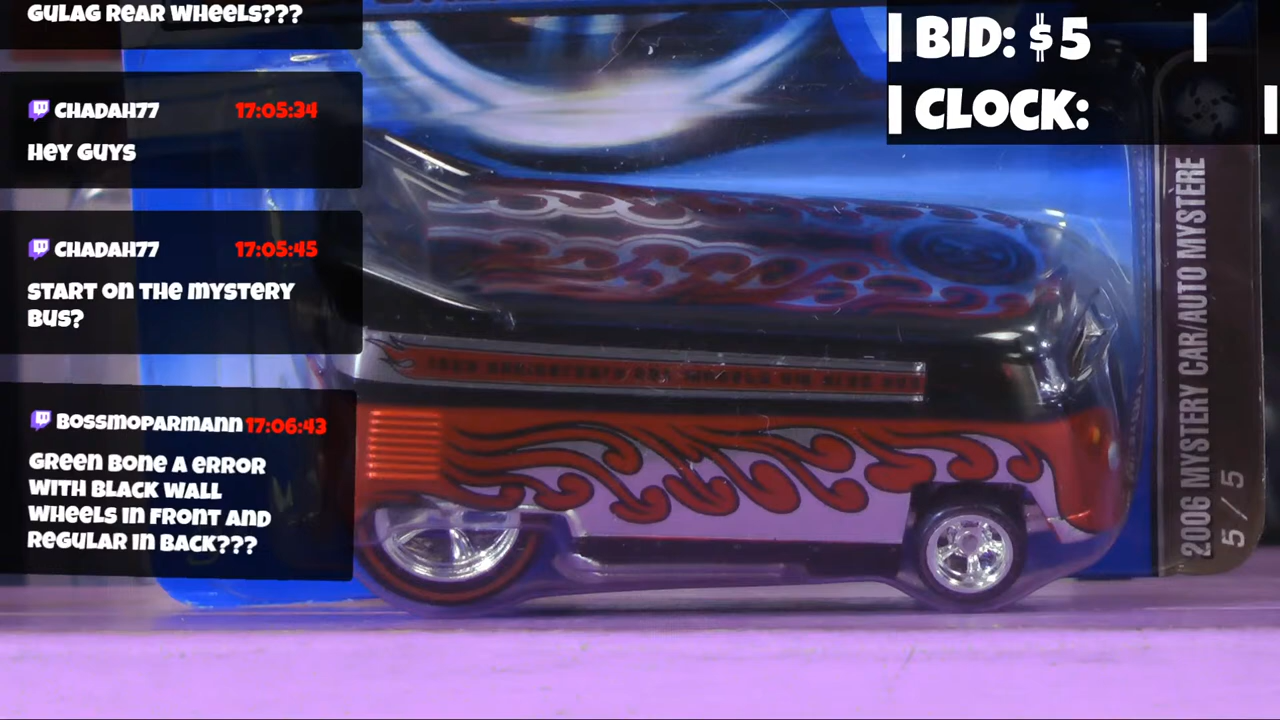 GULAG REAR WHEELS???
CHADAH77 17:05:34
HEY GUYS
CHADAH77 17:05:45
START ON THE MYSTERY
BUS?
BOSSMOPARMANN 17:06:43
GREEN BONE A ERROR
WITH BLACK WALL
WHEELS IN FRONT AND
REGULAR IN BACK???
| BID: $5 |
| CLOCK: |
2006 MYSTERY CAR/AUTO MYSTÈRE
5 / 5